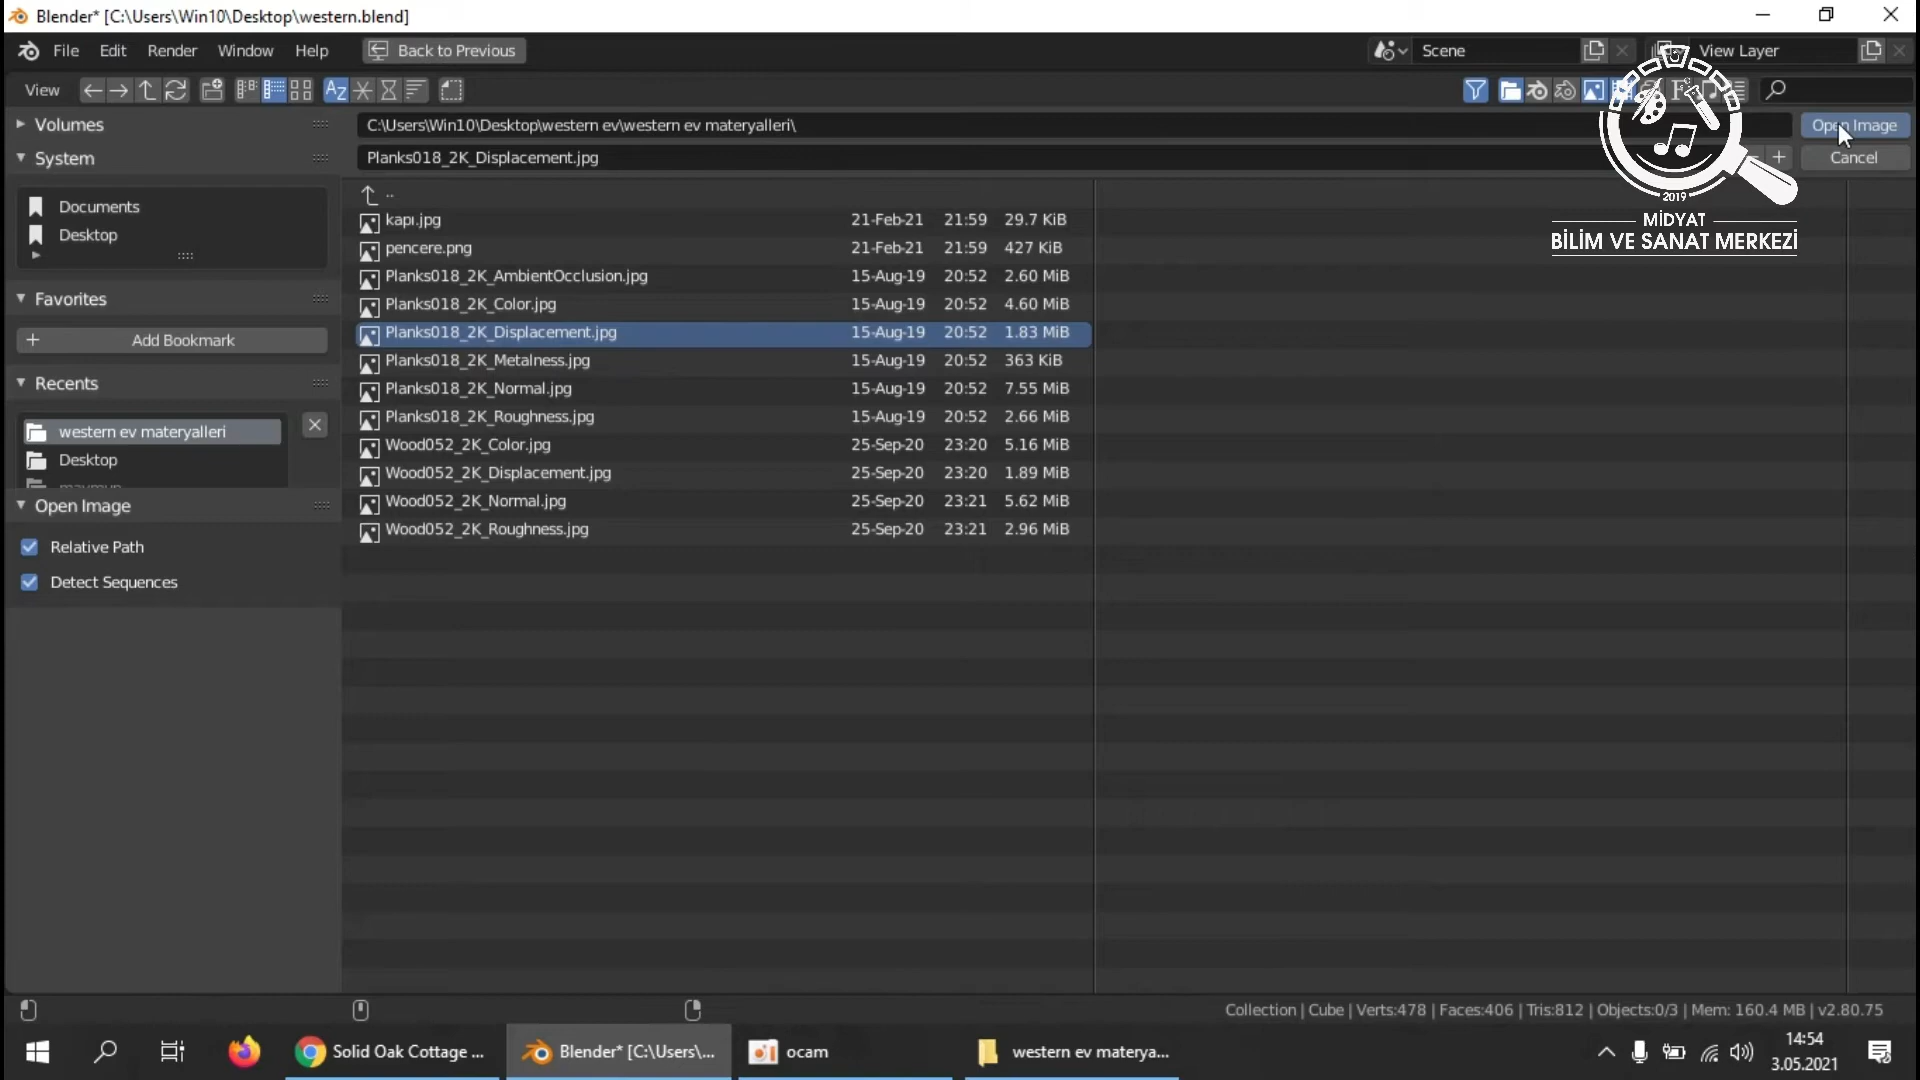 Blender* [C:\Users\Win10\Desktop\western.blend]
File Edit Render Window Help Back to Previous Scene View Layer
View
Volumes
C:\Users\Win10\Desktop\western ev\western ev materyalleri\ Open Image
System
Planks018_2K_Displacement.jpg Cancel
2019
MİDYAT
BİLİM VE SANAT MERKEZİ
..
Documents
Desktop
kapı.jpg 21-Feb-21 21:59 29.7 KiB
pencere.png 21-Feb-21 21:59 427 KiB
Planks018_2K_AmbientOcclusion.jpg 15-Aug-19 20:52 2.60 MiB
Planks018_2K_Color.jpg 15-Aug-19 20:52 4.60 MiB
Planks018_2K_Displacement.jpg 15-Aug-19 20:52 1.83 MiB
Planks018_2K_Metalness.jpg 15-Aug-19 20:52 363 KiB
Planks018_2K_Normal.jpg 15-Aug-19 20:52 7.55 MiB
Planks018_2K_Roughness.jpg 15-Aug-19 20:52 2.66 MiB
Wood052_2K_Color.jpg 25-Sep-20 23:20 5.16 MiB
Wood052_2K_Displacement.jpg 25-Sep-20 23:20 1.89 MiB
Wood052_2K_Normal.jpg 25-Sep-20 23:21 5.62 MiB
Wood052_2K_Roughness.jpg 25-Sep-20 23:21 2.96 MiB
Favorites
Add Bookmark
Recents
western ev materyalleri
Desktop
Open Image
Relative Path
Detect Sequences
Collection | Cube | Verts:478 | Faces:406 | Tris:812 | Objects:0/3 | Mem: 160.4 MB | v2.80.75
Solid Oak Cottage ...
Blender* [C:\Users\...
ocam
western ev materya...
14:54
3.05.2021